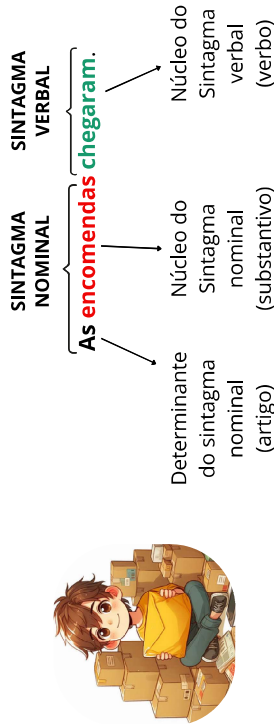 SINTAGMA
NOMINAL
SINTAGMA
VERBAL
As encomendas chegaram.
Determinante
do sintagma
nominal
(artigo)
Núcleo do
Sintagma
nominal
(substantivo)
Núcleo do
Sintagma
verbal
(verbo)